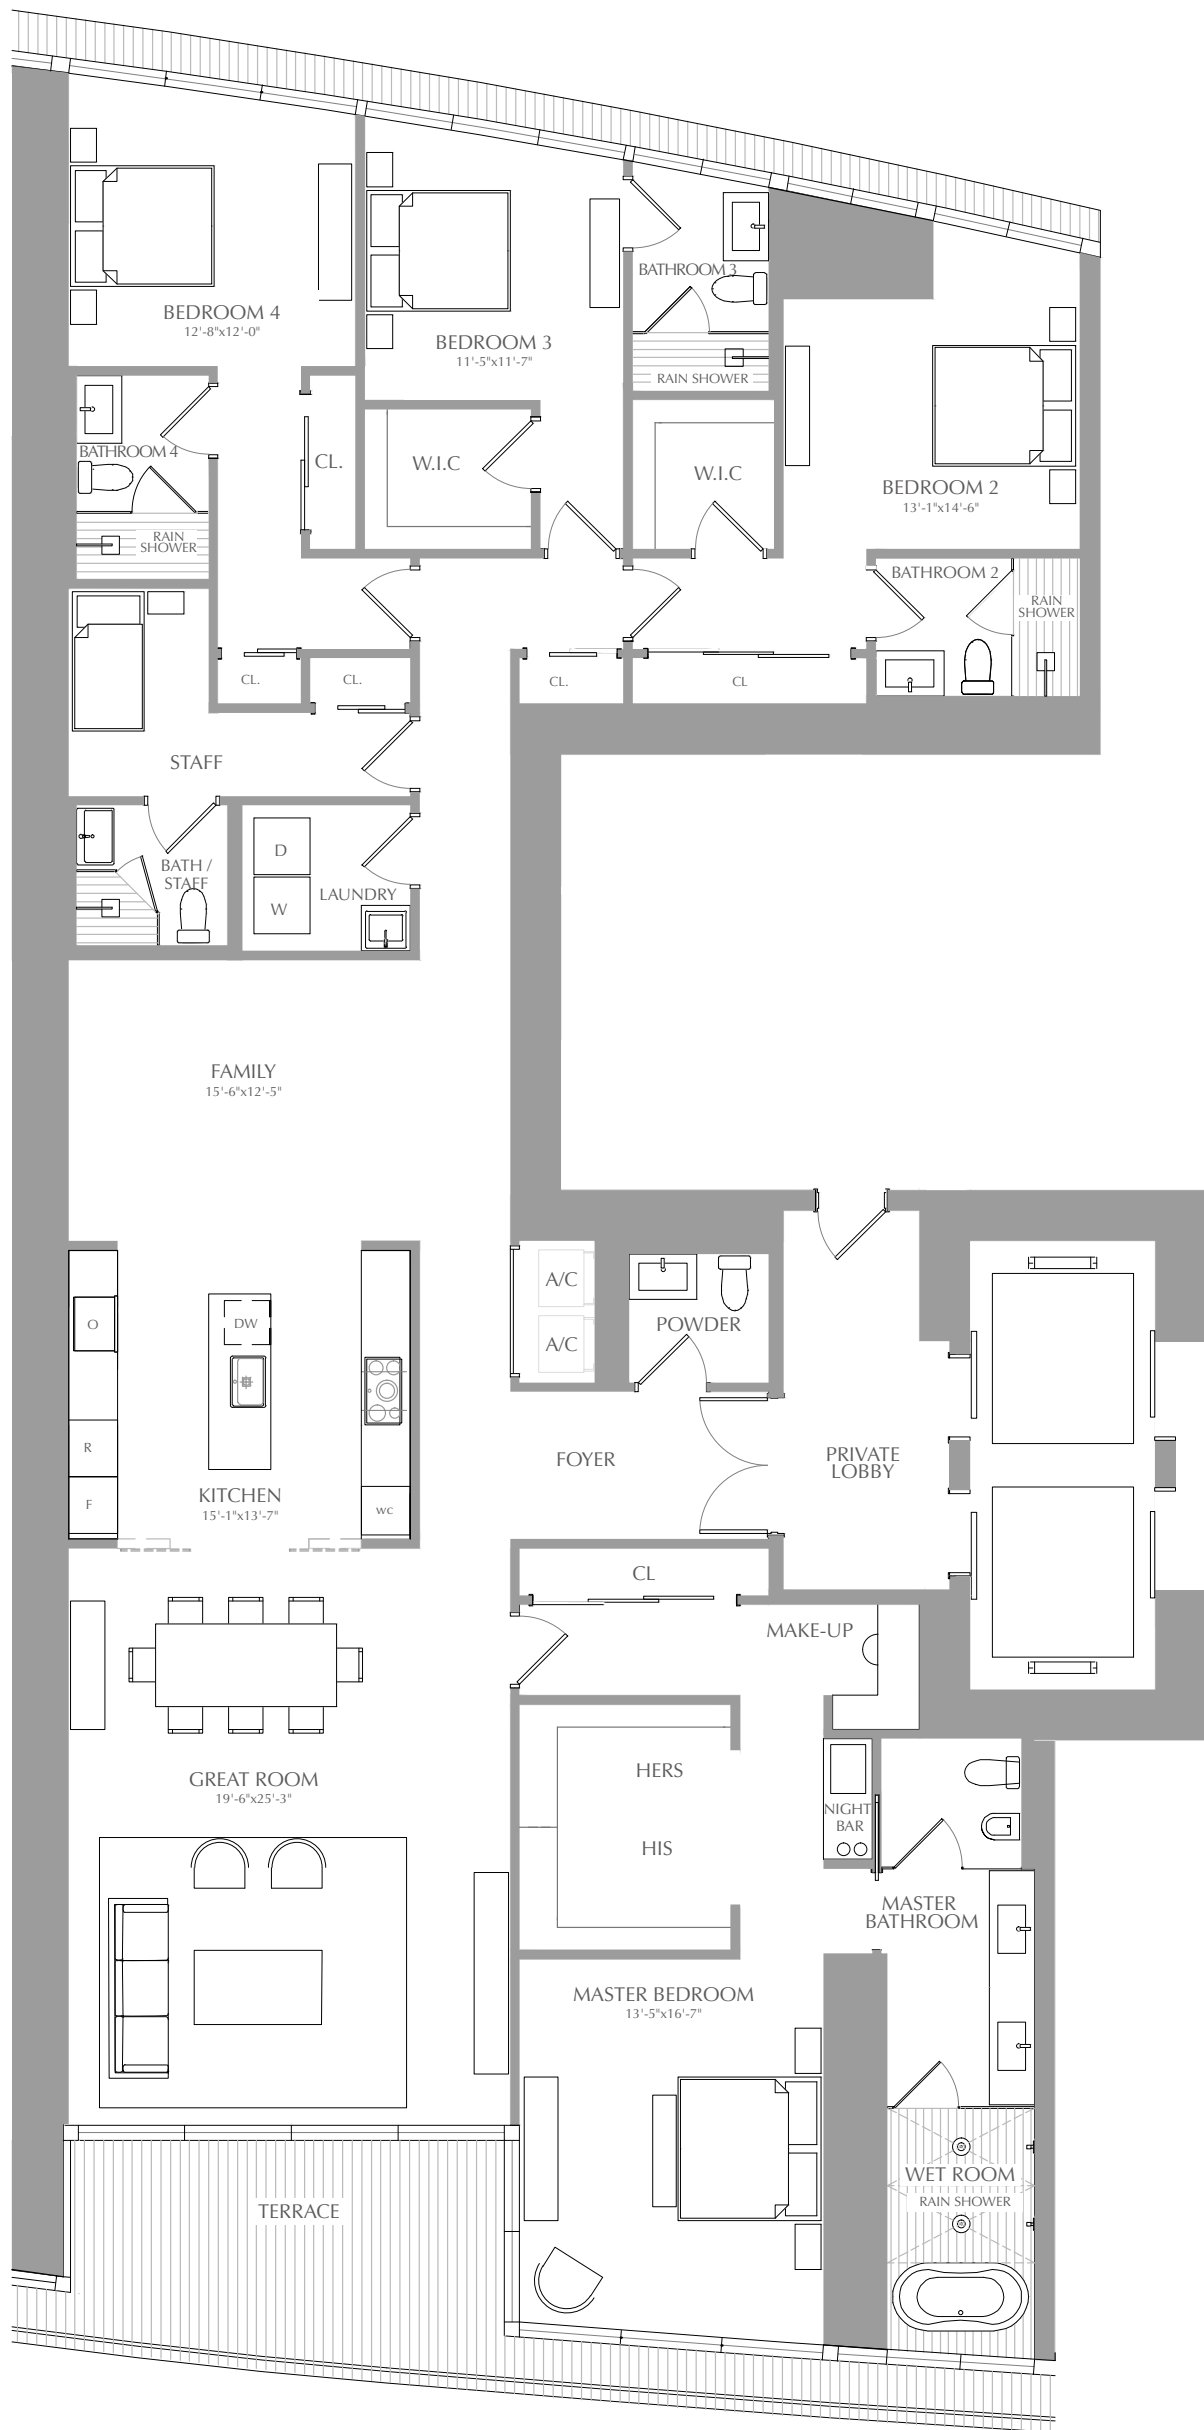 BEDROOM 4
12'-8"x12'-0"
BEDROOM 3
11'-5"x11'-7"
BATHROOM 3
RAIN SHOWER
BATHROOM 4
RAIN
SHOWER
CL.
W.I.C
W.I.C
BEDROOM 2
13'-1"x14'-6"
BATHROOM 2
RAIN
SHOWER
CL.
CL.
CL.
CL
STAFF
BATH /
STAFF
D
W
LAUNDRY
FAMILY
15'-6"x12'-5"
A/C
A/C
POWDER
O
DW
R
F
WC
KITCHEN
15'-1"x13'-7"
FOYER
PRIVATE
LOBBY
CL
MAKE-UP
GREAT ROOM
19'-6"x25'-3"
HERS
HIS
NIGHT
BAR
MASTER
BATHROOM
MASTER BEDROOM
13'-5"x16'-7"
WET ROOM
RAIN SHOWER
TERRACE